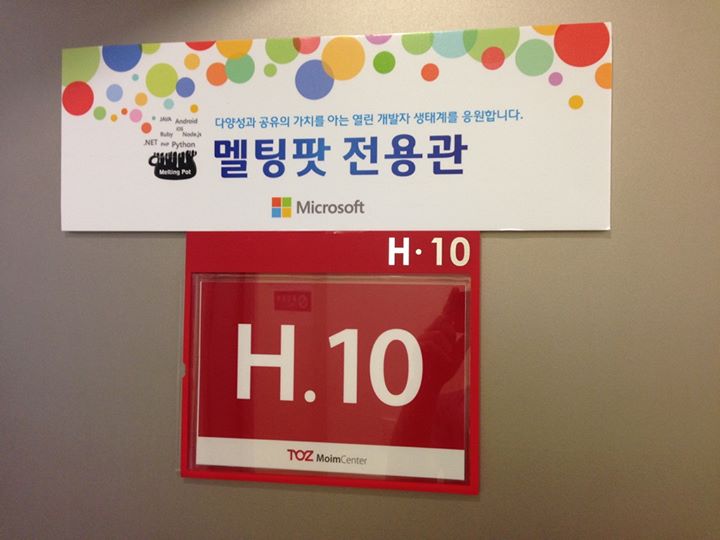 다양성과 공유의 가치를 아는 열린 개발자 생태계를 응원합니다.
JAVA Android
iOS
Ruby Node.js
.NET PHP Python
Melting Pot
멜팅팟 전용관
Microsoft
H·10
H.10
TOZ MoimCenter